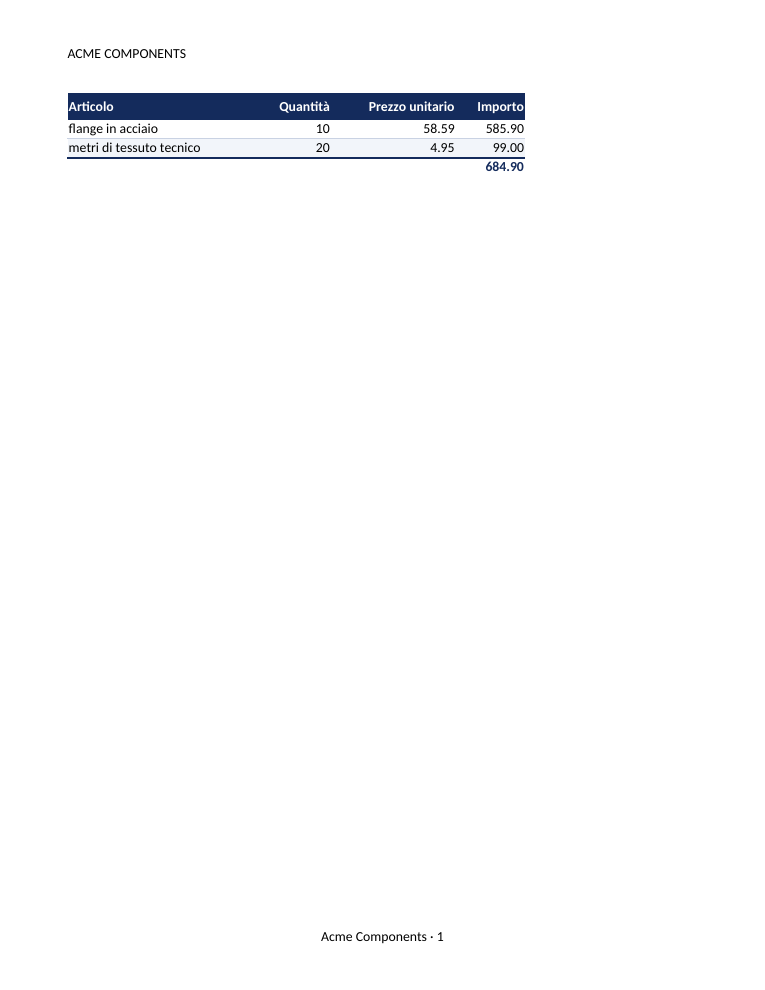 ACME COMPONENTS
Articolo Quantità Prezzo unitario Importo
flange in acciaio 10 58.59 585.90
metri di tessuto tecnico 20 4.95 99.00
684.90
Acme Components · 1